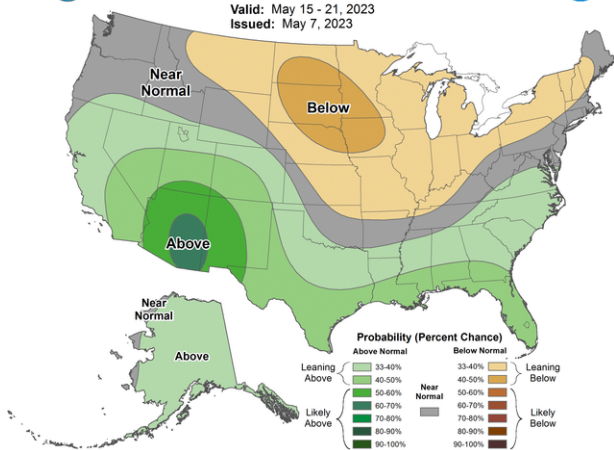 Valid: May 15 - 21, 2023
Issued: May 7, 2023
Near
Normal
Below
Above
Near
Normal
Above
Probability (Percent Chance)
Above Normal
Below Normal
Leaning
Above
33-40%
40-50%
Likely
Above
50-60%
60-70%
70-80%
80-90%
90-100%
Near
Normal
33-40%
40-50%
Leaning
Below
50-60%
60-70%
70-80%
80-90%
90-100%
Likely
Below